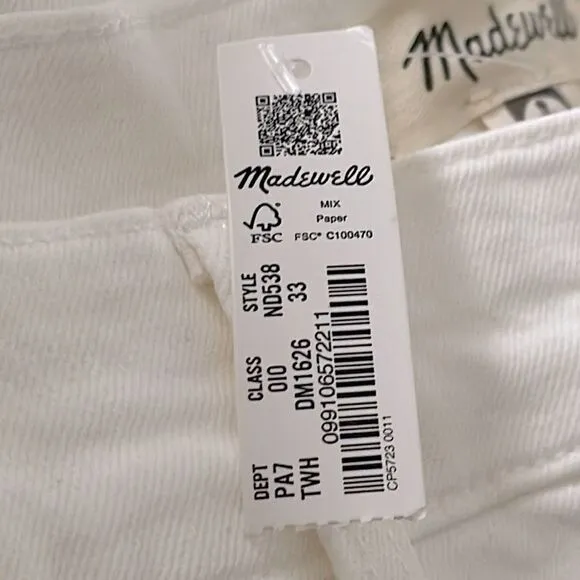 Madewell
Madewell
FSC
MIX
Paper
FSC® C100470
DEPT CLASS STYLE
PA7 010 ND538
TWH DM1626 33
099106572211
CP5723 0011